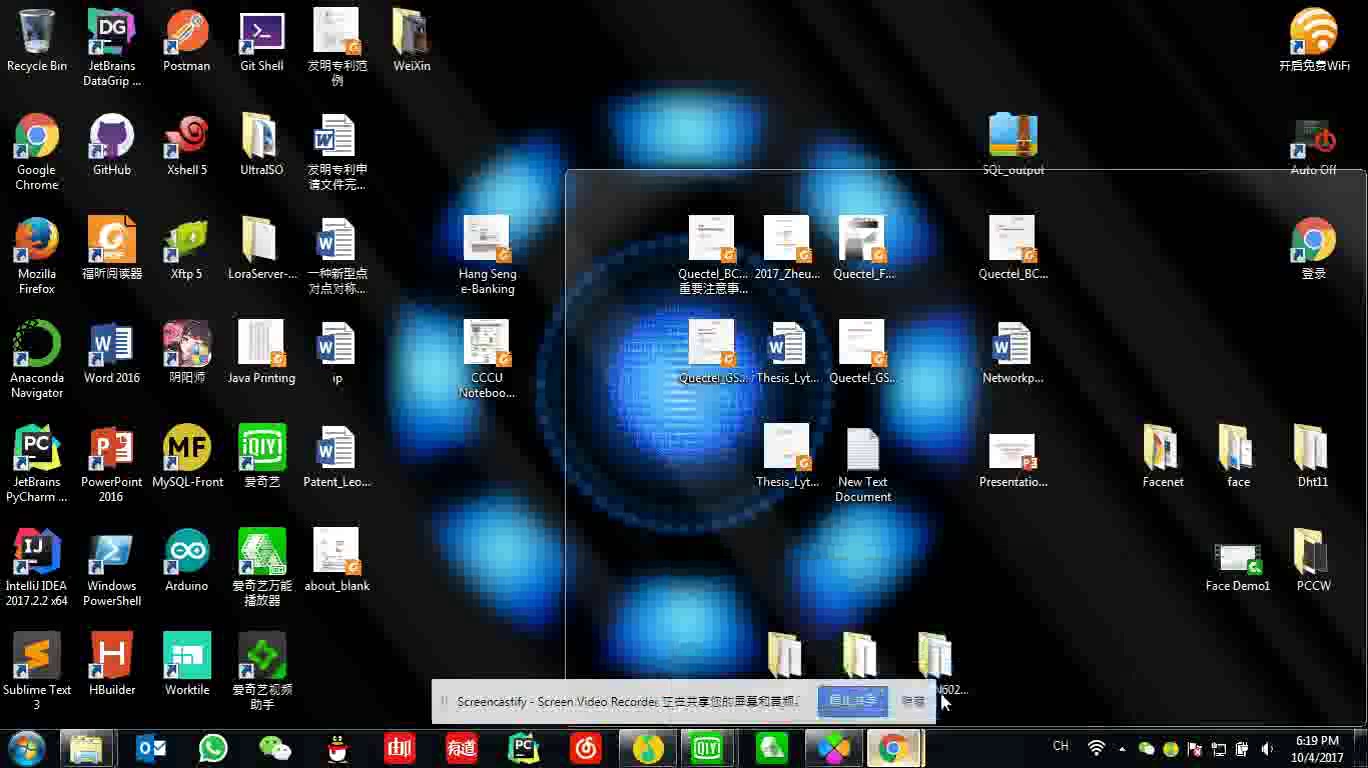 Recycle Bin
JetBrains
DataGrip ...
Postman
Git Shell
发明专利范
例
WeiXin
开启免费WiFi
Google
Chrome
GitHub
Xshell 5
UltraISO
发明专利申
请文件完...
SQL_output
Auto Off
Mozilla
Firefox
福昕阅读器
Xftp 5
LoraServer-...
一种新型点
对点对称...
Hang Seng
e-Banking
Quectel_BC...
重要注意事...
2017_Zheu...
Quectel_F...
Quectel_BC...
登录
Anaconda
Navigator
Word 2016
阴阳师
Java Printing
ip
CCCU
Noteboo...
Quectel_GS...
Thesis_Lyt...
Quectel_GS...
Networkp...
JetBrains
PyCharm ...
PowerPoint
2016
MySQL-Front
爱奇艺
Patent_Leo...
Thesis_Lyt...
New Text
Document
Presentatio...
Facenet
face
Dht11
IntelliJ IDEA
2017.2.2 x64
Windows
PowerShell
Arduino
爱奇艺万能
播放器
about_blank
Face Demo1
PCCW
Sublime Text
3
HBuilder
Worktile
爱奇艺视频
助手
Screencastify - Screen Video Recorder 正在共享您的屏幕和音频。
停止共享
隐藏
N602...
CH
6:19 PM
10/4/2017